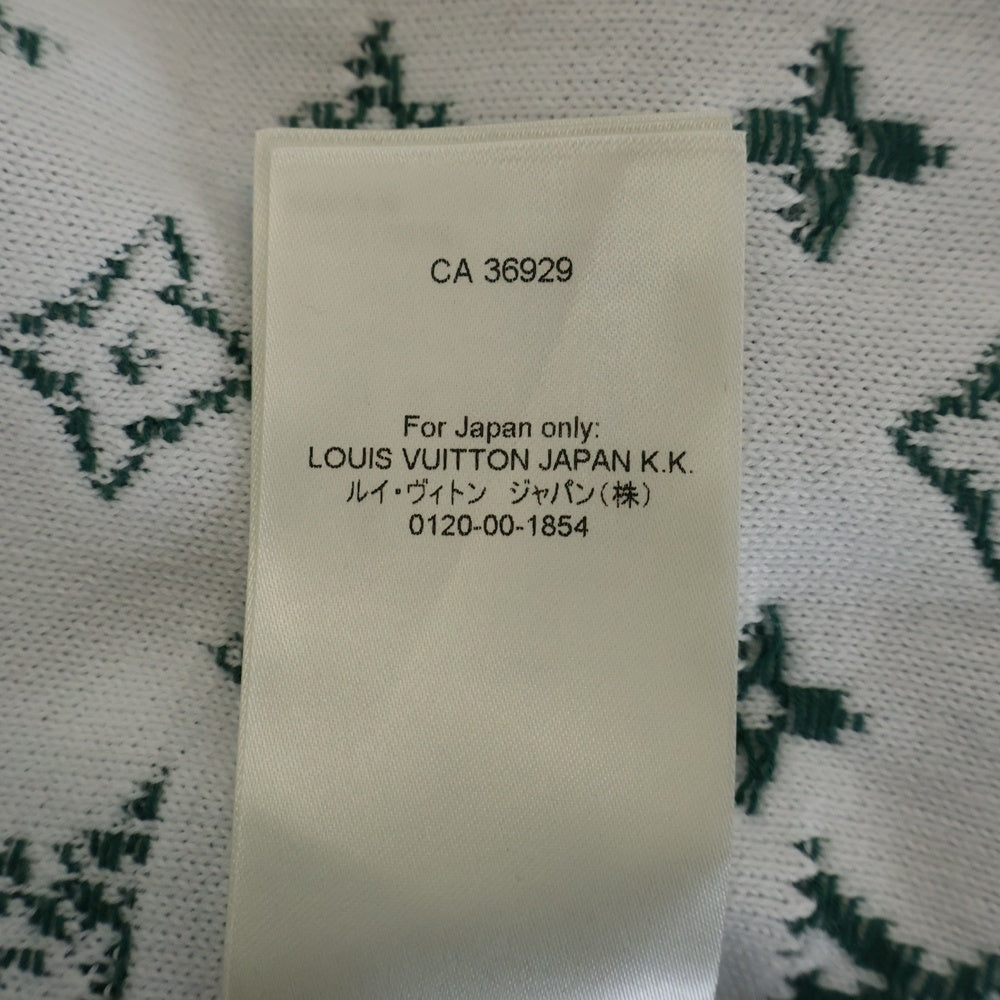 CA 36929
For Japan only:
LOUIS VUITTON JAPAN K.K.
ルイ・ヴィトン ジャパン(株)
0120-00-1854